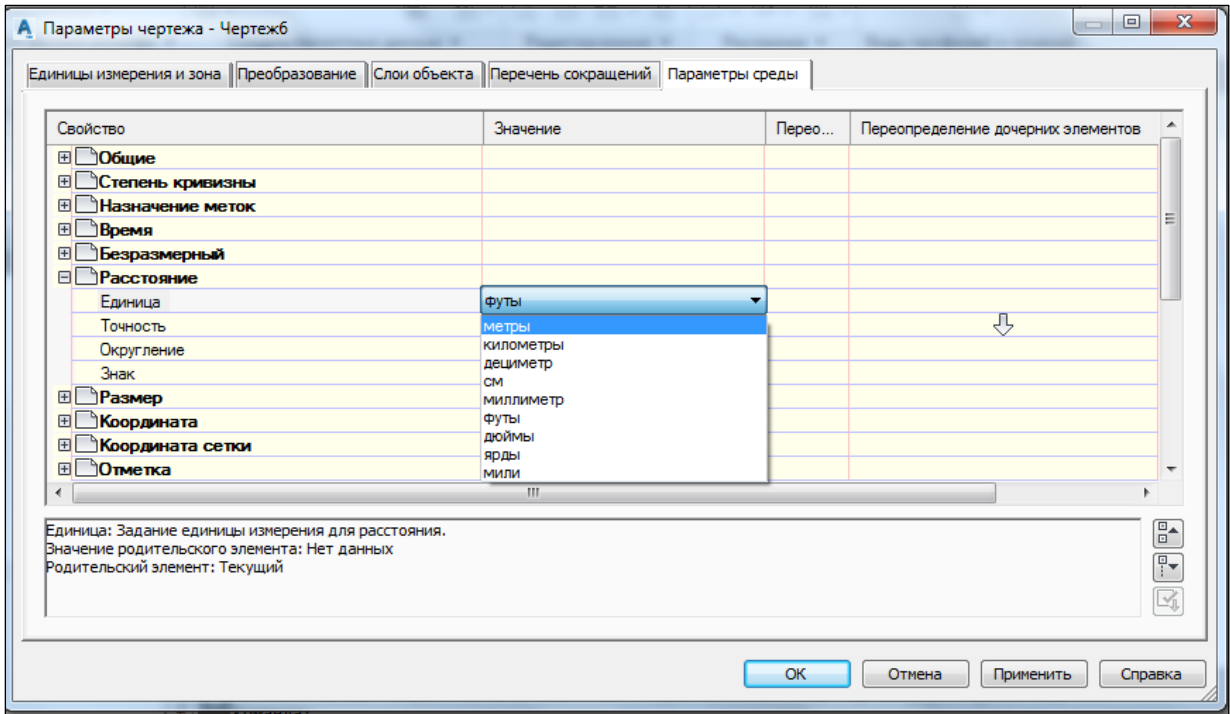 Параметры чертежа - Чертеж6
Единицы измерения и зона Преобразование Слои объекта Перечень сокращений Параметры среды
Свойство Значение Перео... Переопределение дочерних элементов
Общие
Степень кривизны
Назначение меток
Время
Безразмерный
Расстояние
Единица футы
Точность метры
километры
Округление дециметр
Знак см
Размер миллиметр
Координата футы
дюймы
Координата сетки ярды
Отметка мили
Единица: Задание единицы измерения для расстояния.
Значение родительского элемента: Нет данных
Родительский элемент: Текущий
ОК Отмена Применить Справка